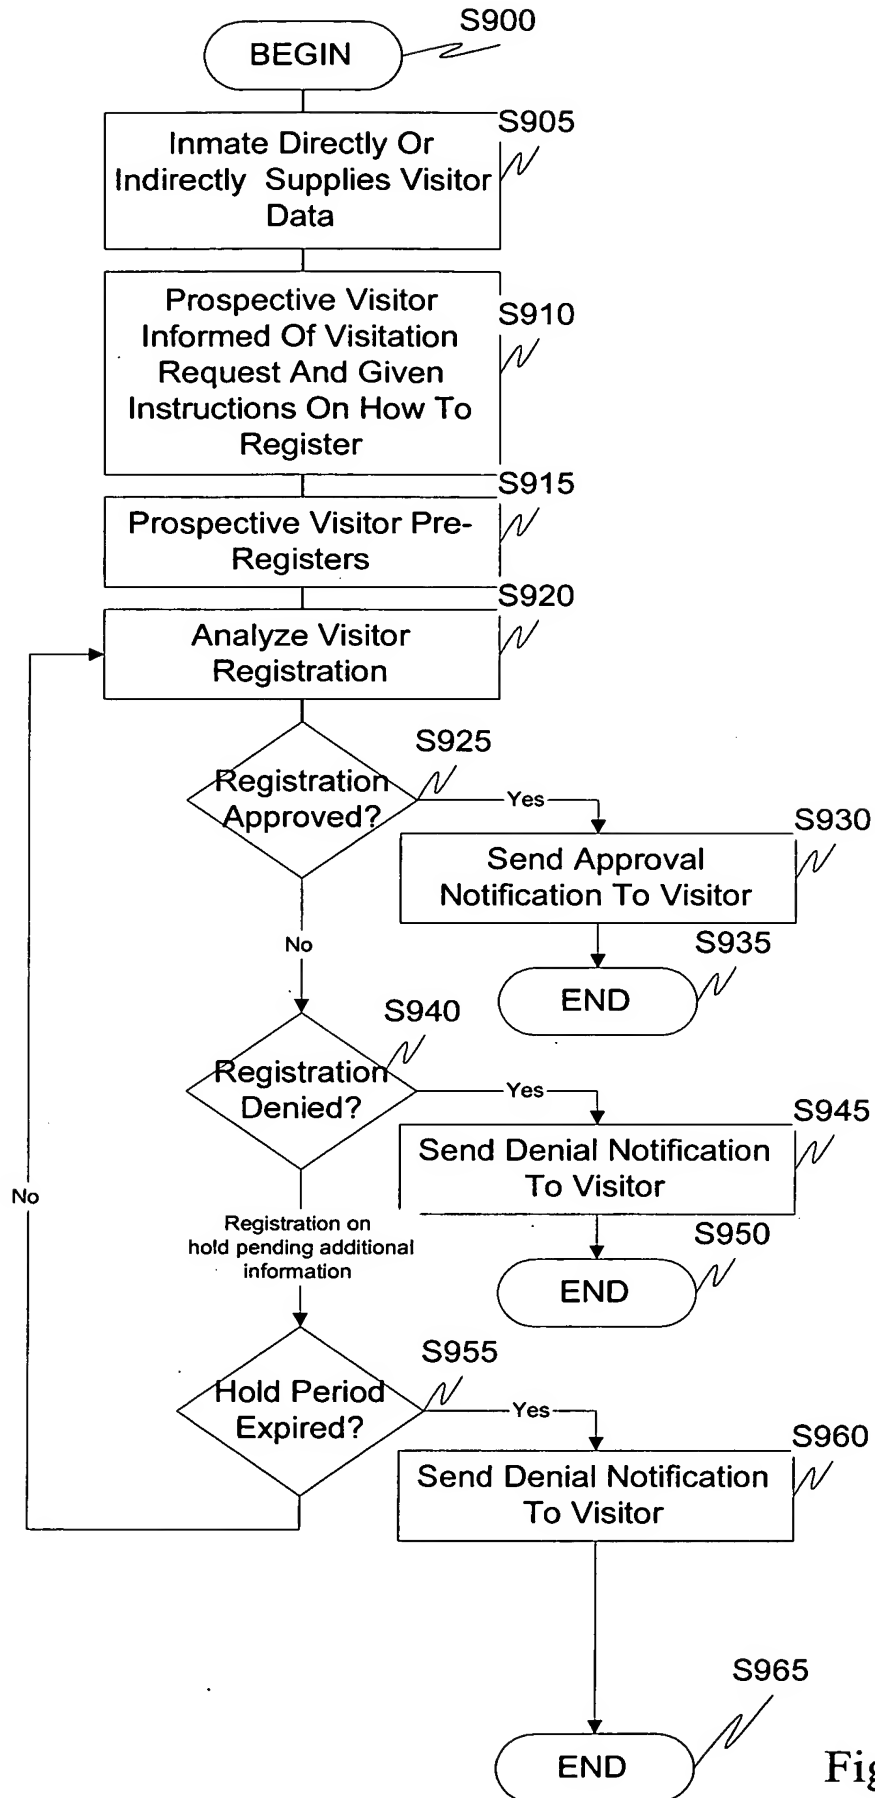 S900
BEGIN
S905
Inmate Directly Or
Indirectly Supplies Visitor
Data
S910
Prospective Visitor
Informed Of Visitation
Request And Given
Instructions On How To
Register
S915
Prospective Visitor Pre-
Registers
S920
Analyze Visitor
Registration
S925
Registration
Approved?
Yes
S930
Send Approval
Notification To Visitor
No
S935
END
S940
Registration
Denied?
Yes
S945
Send Denial Notification
To Visitor
No
Registration on
hold pending additional
information
S950
END
S955
Hold Period
Expired?
Yes
S960
Send Denial Notification
To Visitor
S965
END
Fig